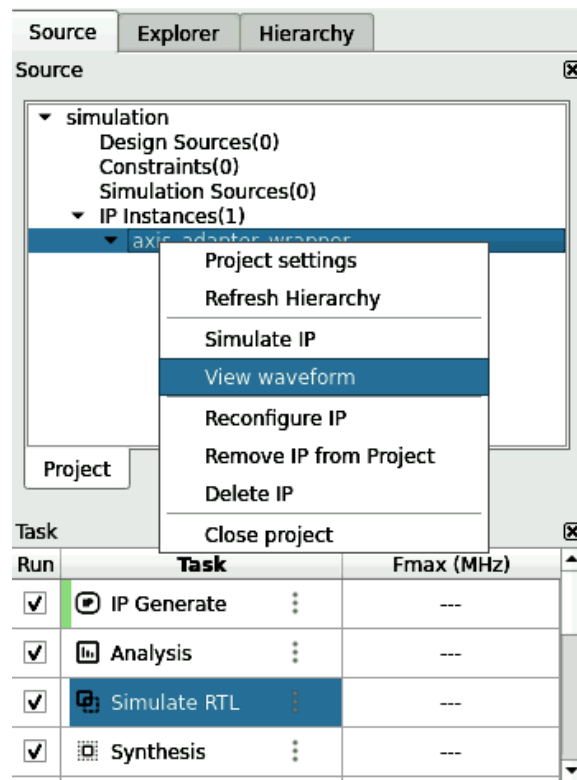 Source Explorer Hierarchy
Source
simulation
Design Sources(0)
Constraints(0)
Simulation Sources(0)
IP Instances(1)
axis_adapter_wrapper
Project settings
Refresh Hierarchy
Simulate IP
View waveform
Reconfigure IP
Remove IP from Project
Delete IP
Close project
Project
Task
Run Task Fmax (MHz)
IP Generate ---
Analysis ---
Simulate RTL ---
Synthesis ---